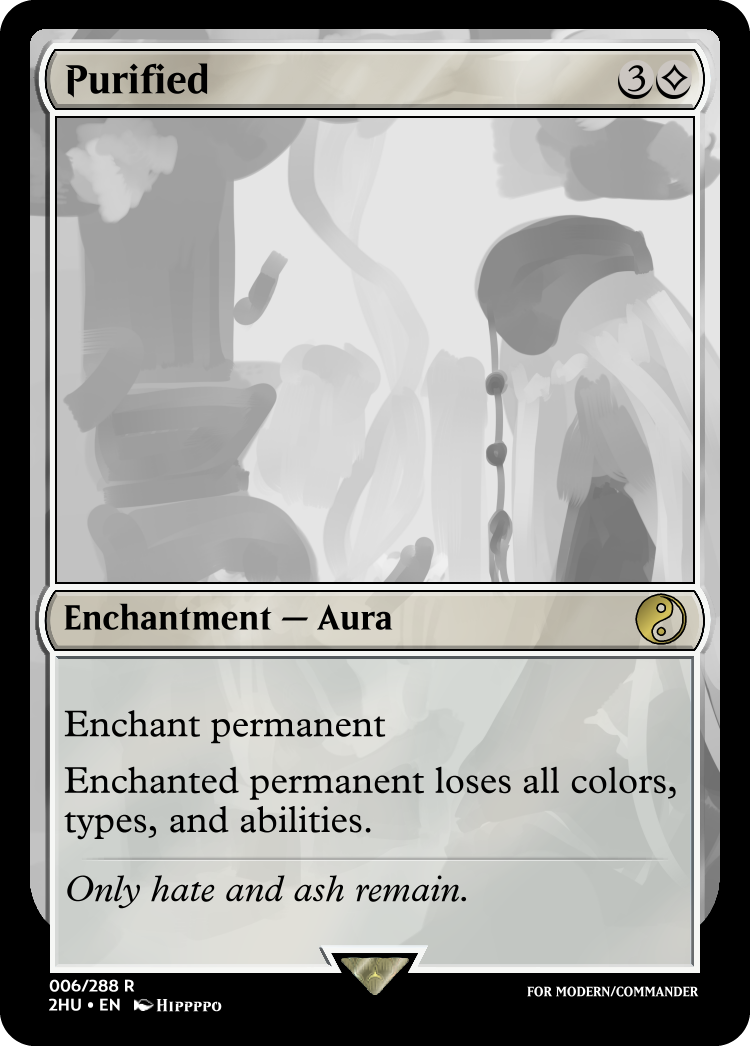 Purified 3
Enchantment — Aura
Enchant permanent
Enchanted permanent loses all colors,
types, and abilities.
Only hate and ash remain.
006/288 R
2HU • EN Hippppo
FOR MODERN/COMMANDER